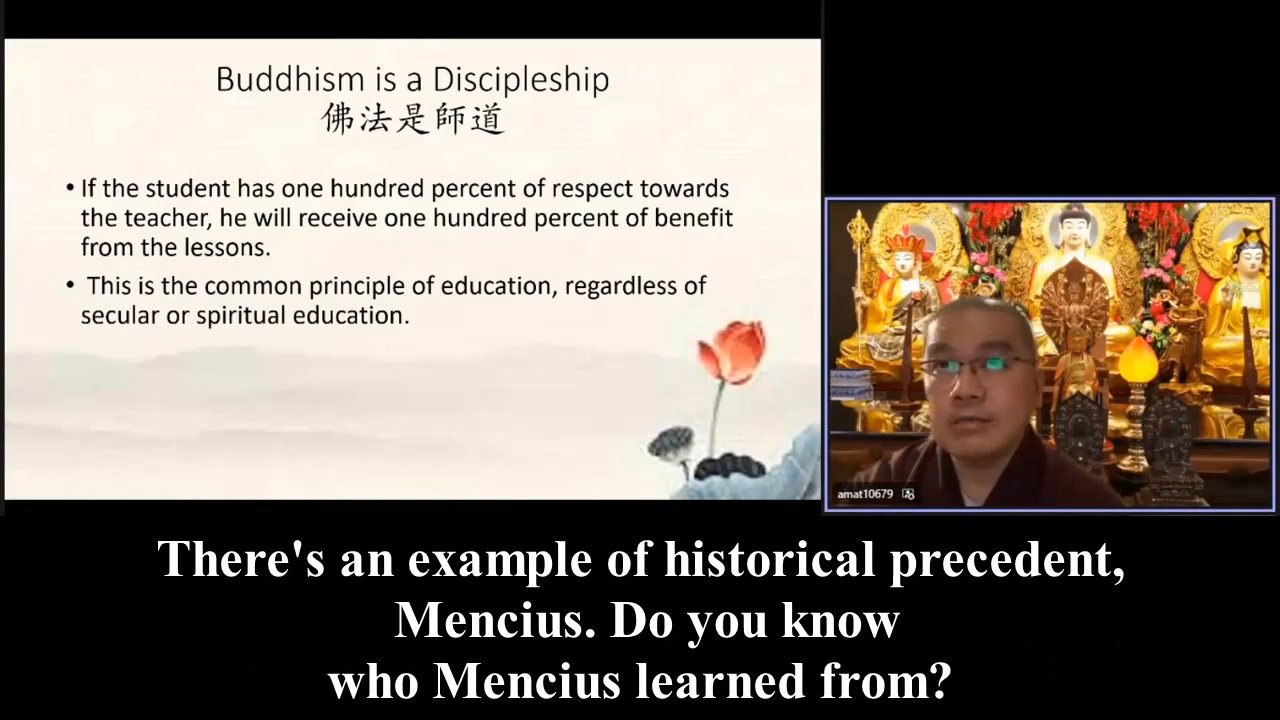 Buddhism is a Discipleship
佛法是師道
• If the student has one hundred percent of respect towards
the teacher, he will receive one hundred percent of benefit
from the lessons.
• This is the common principle of education, regardless of
secular or spiritual education.
amat10679
There's an example of historical precedent,
Mencius. Do you know
who Mencius learned from?